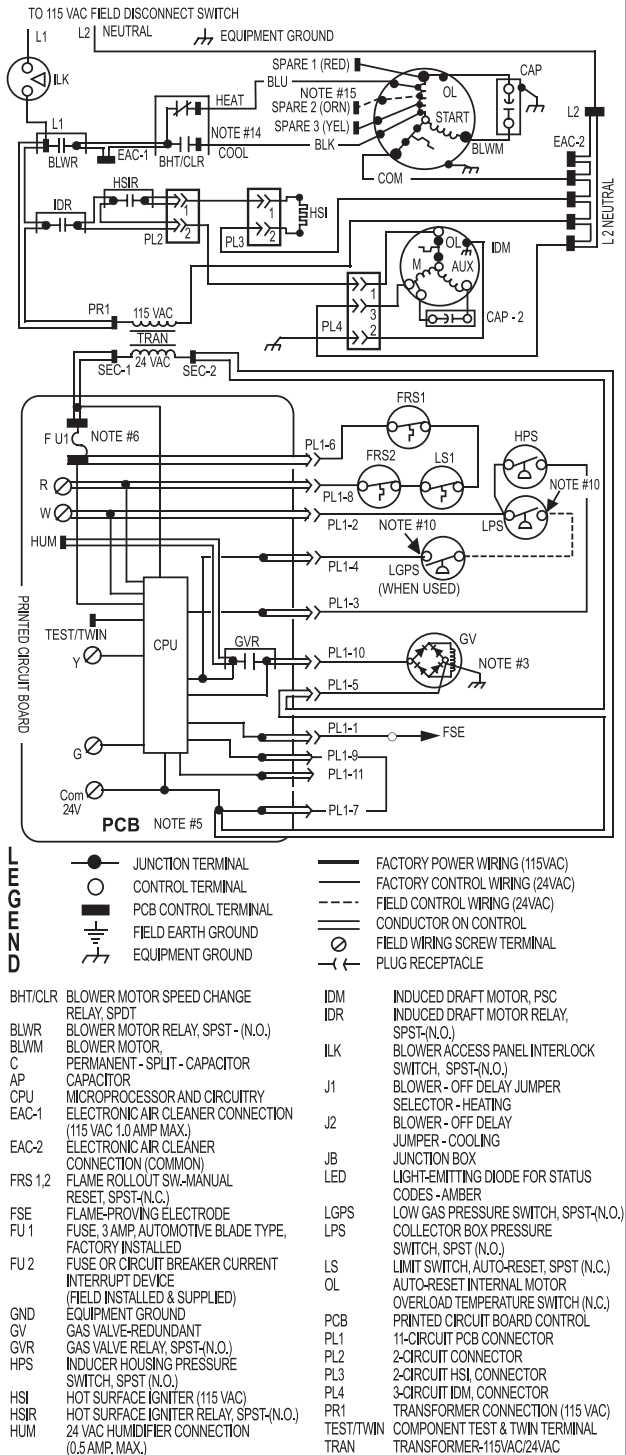 TO 115 VAC FIELD DISCONNECT SWITCH
L1
L2 NEUTRAL
EQUIPMENT GROUND
ILK
SPARE 1 (RED)
BLU
NOTE #15
SPARE 2 (ORN)
SPARE 3 (YEL)
BLK
HEAT
NOTE #14
COOL
BHT/CLR
EAC-1
L1
BLWR
OL
START
BLWM
CAP
COM
L2
EAC-2
L2 NEUTRAL
HSIR
IDR
1
2
PL2
1
2
PL3
HSI
OL
IDM
M
AUX
CAP - 2
1
3
2
PL4
PR1
115 VAC
TRAN
24 VAC
SEC-1
SEC-2
F U1
NOTE #6
R
W
HUM
TEST/TWIN
Y
G
Com
24V
CPU
GVR
PRINTED CIRCUIT BOARD
PCB NOTE #5
PL1-6
FRS1
FRS2
LS1
HPS
PL1-8
PL1-2
NOTE #10
LPS
NOTE #10
PL1-4
LGPS
(WHEN USED)
PL1-3
PL1-10
GV
NOTE #3
PL1-5
PL1-1
FSE
PL1-9
PL1-11
PL1-7
LEGEND
JUNCTION TERMINAL
CONTROL TERMINAL
PCB CONTROL TERMINAL
FIELD EARTH GROUND
EQUIPMENT GROUND
FACTORY POWER WIRING (115VAC)
FACTORY CONTROL WIRING (24VAC)
FIELD CONTROL WIRING (24VAC)
CONDUCTOR ON CONTROL
FIELD WIRING SCREW TERMINAL
PLUG RECEPTACLE
BHT/CLR BLOWER MOTOR SPEED CHANGE
RELAY, SPDT
BLWR BLOWER MOTOR RELAY, SPST - (N.O.)
BLWM BLOWER MOTOR,
C PERMANENT - SPLIT - CAPACITOR
AP CAPACITOR
CPU MICROPROCESSOR AND CIRCUITRY
EAC-1 ELECTRONIC AIR CLEANER CONNECTION
(115 VAC 1.0 AMP MAX.)
EAC-2 ELECTRONIC AIR CLEANER
CONNECTION (COMMON)
FRS 1,2 FLAME ROLLOUT SW.-MANUAL
RESET, SPST-(N.C.)
FSE FLAME-PROVING ELECTRODE
FU 1 FUSE, 3 AMP, AUTOMOTIVE BLADE TYPE,
FACTORY INSTALLED
FU 2 FUSE OR CIRCUIT BREAKER CURRENT
INTERRUPT DEVICE
(FIELD INSTALLED & SUPPLIED)
GND EQUIPMENT GROUND
GV GAS VALVE-REDUNDANT
GVR GAS VALVE RELAY, SPST-(N.O.)
HPS INDUCER HOUSING PRESSURE
SWITCH, SPST (N.O.)
HSI HOT SURFACE IGNITER (115 VAC)
HSIR HOT SURFACE IGNITER RELAY, SPST-(N.O.)
HUM 24 VAC HUMIDIFIER CONNECTION
(0.5 AMP. MAX.)
IDM INDUCED DRAFT MOTOR, PSC
IDR INDUCED DRAFT MOTOR RELAY,
SPST-(N.O.)
ILK BLOWER ACCESS PANEL INTERLOCK
SWITCH, SPST-(N.O.)
J1 BLOWER - OFF DELAY JUMPER
SELECTOR - HEATING
J2 BLOWER - OFF DELAY
JUMPER - COOLING
JB JUNCTION BOX
LED LIGHT-EMITTING DIODE FOR STATUS
CODES - AMBER
LGPS LOW GAS PRESSURE SWITCH, SPST-(N.O.)
LPS COLLECTOR BOX PRESSURE
SWITCH, SPST (N.O.)
LS LIMIT SWITCH, AUTO-RESET, SPST (N.C.)
OL AUTO-RESET INTERNAL MOTOR
OVERLOAD TEMPERATURE SWITCH (N.C.)
PCB PRINTED CIRCUIT BOARD CONTROL
PL1 11-CIRCUIT PCB CONNECTOR
PL2 2-CIRCUIT CONNECTOR
PL3 2-CIRCUIT HSI, CONNECTOR
PL4 3-CIRCUIT IDM, CONNECTOR
PR1 TRANSFORMER CONNECTION (115 VAC)
TEST/TWIN COMPONENT TEST & TWIN TERMINAL
TRAN TRANSFORMER-115VAC/24VAC